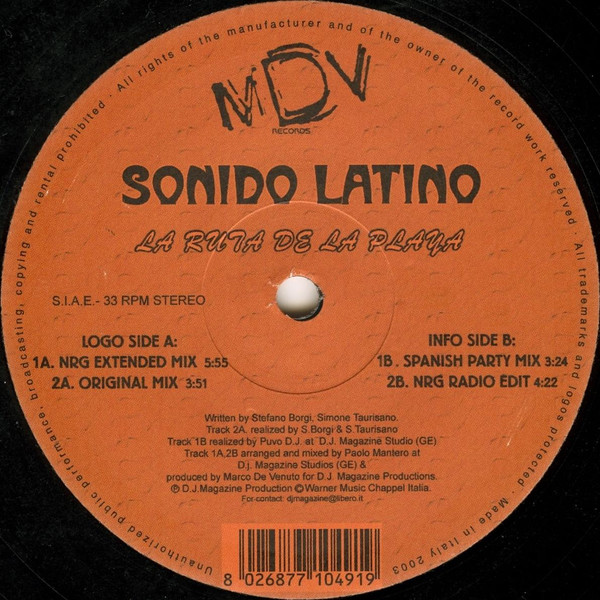 MDV
RECORDS
SONIDO LATINO
LA RUTA DE LA PLAYA
S.I.A.E.- 33 RPM STEREO
LOGO SIDE A:
1A. NRG EXTENDED MIX 5:55
2A. ORIGINAL MIX 3:51
INFO SIDE B:
1B. SPANISH PARTY MIX 3:24
2B. NRG RADIO EDIT 4:22
Written by Stefano Borgi, Simone Taurisano.
Track 2A. realized by S.Borgi & S.Taurisano
Track 1B realized by Puvo D.J. at D.J. Magazine Studio (GE)
Track 1A,2B arranged and mixed by Paolo Mantero at
D.j. Magazine Studios (GE) &
produced by Marco De Venuto for D.J. Magazine Productions.
℗ D.J.Magazine Production © Warner Music Chappel Italia.
For contact: djmagazine@libero.it
8 026877 104919
Unauthorized public performance, broadcasting, copying and rental prohibited · All rights of the manufacturer and of the owner of the record work reserved · All trademarks and logos protected · Made in Italy 2003